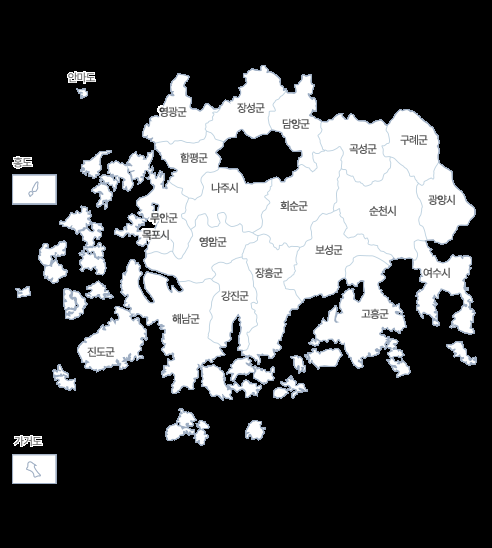 안마도
영광군
장성군
담양군
곡성군
구례군
함평군
홍도
나주시
회순군
순천시
광양시
무안군
목포시
영암군
보성군
장흥군
여수시
강진군
해남군
고흥군
진도군
가거도